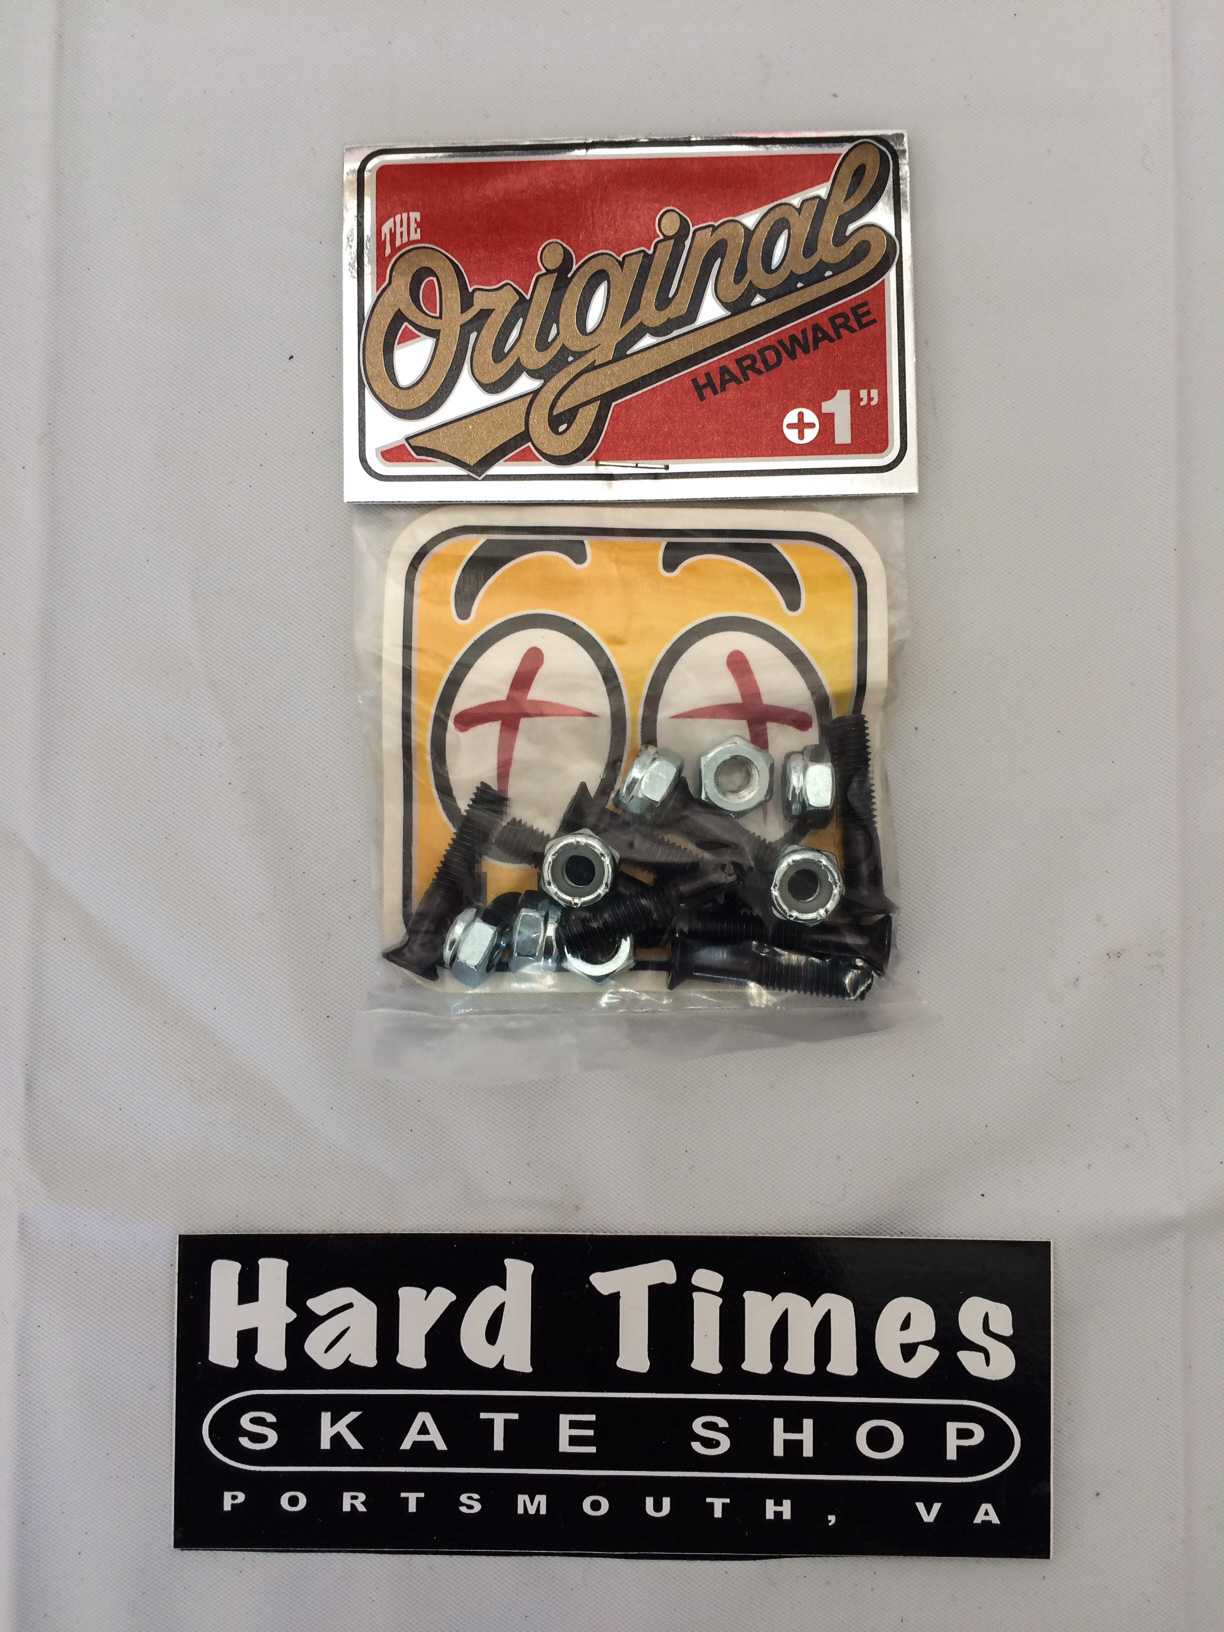 THE
Original
HARDWARE
1”
Hard Times
SKATE SHOP
PORTSMOUTH, VA